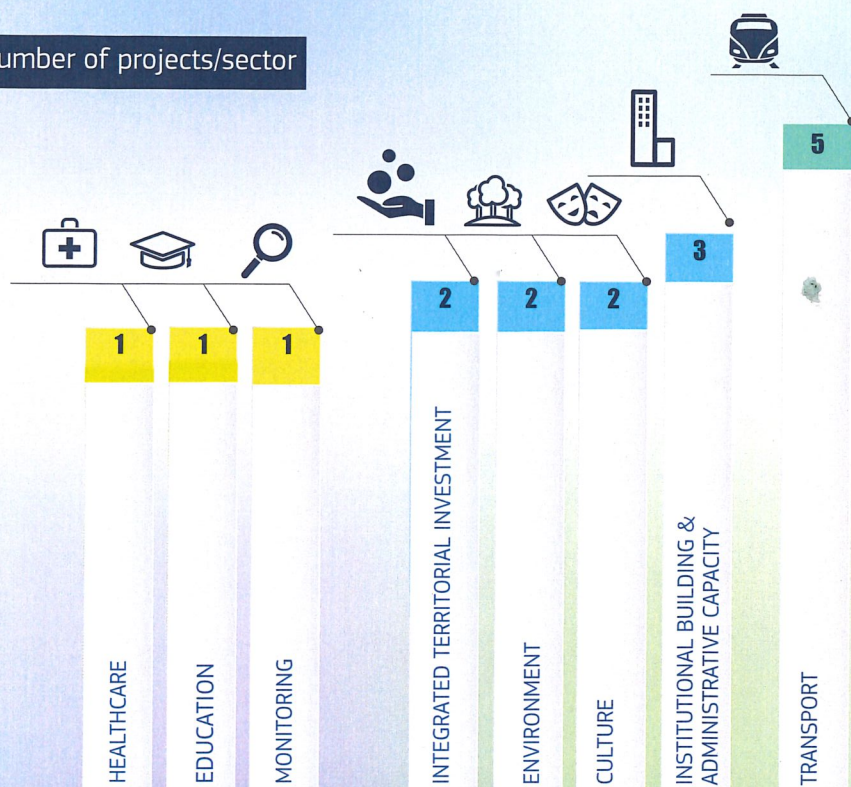 umber of projects/sector
5
3
2
2
2
1
1
1
HEALTHCARE
EDUCATION
MONITORING
INTEGRATED TERRITORIAL INVESTMENT
ENVIRONMENT
CULTURE
INSTITUTIONAL BUILDING &
ADMINISTRATIVE CAPACITY
TRANSPORT